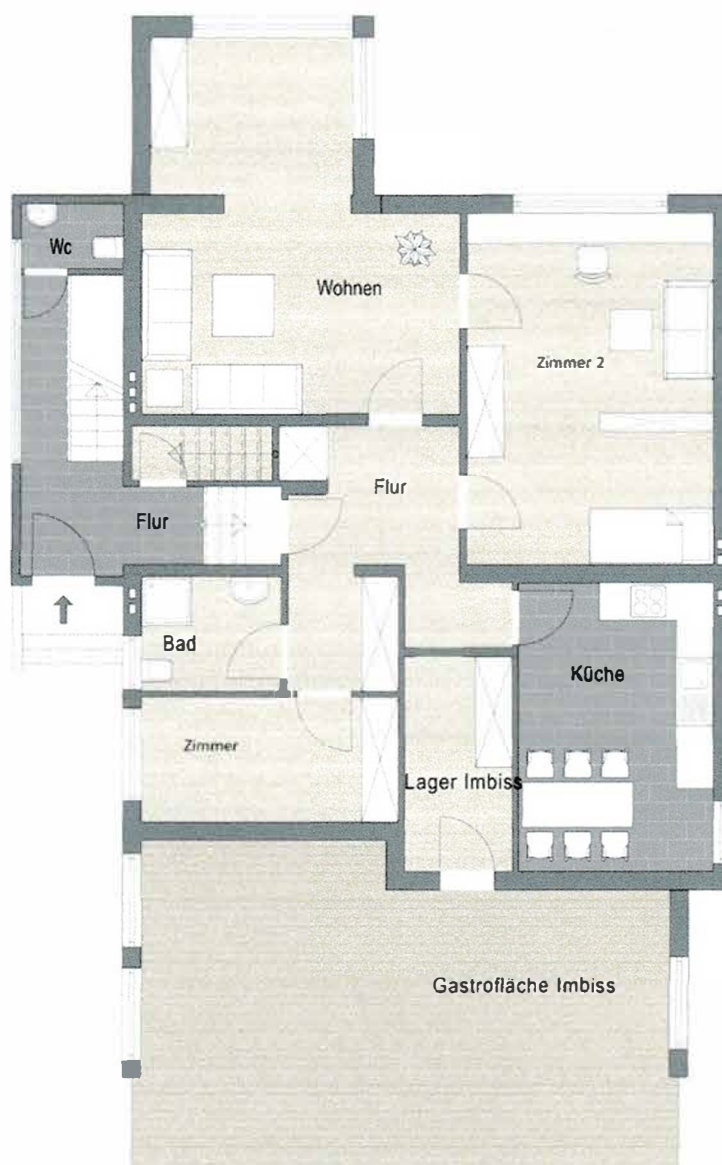 Wc
Wohnen
Zimmer 2
Flur
Flur
Bad
Küche
Zimmer
Lager Imbiss
Gastrofläche Imbiss